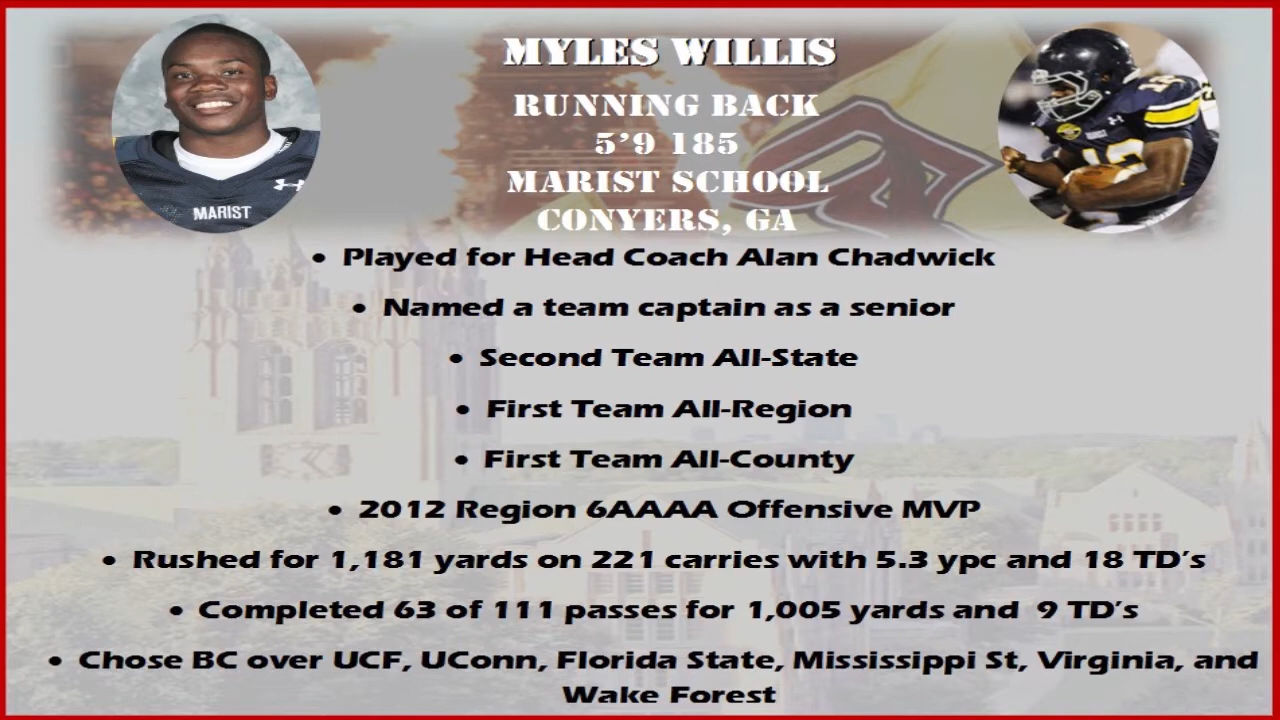 MYLES WILLIS
RUNNING BACK
5’9 185
MARIST SCHOOL
CONYERS, GA
MARIST
• Played for Head Coach Alan Chadwick
• Named a team captain as a senior
• Second Team All-State
• First Team All-Region
• First Team All-County
• 2012 Region 6AAAA Offensive MVP
• Rushed for 1,181 yards on 221 carries with 5.3 ypc and 18 TD’s
• Completed 63 of 111 passes for 1,005 yards and 9 TD’s
• Chose BC over UCF, UConn, Florida State, Mississippi St, Virginia, and
Wake Forest